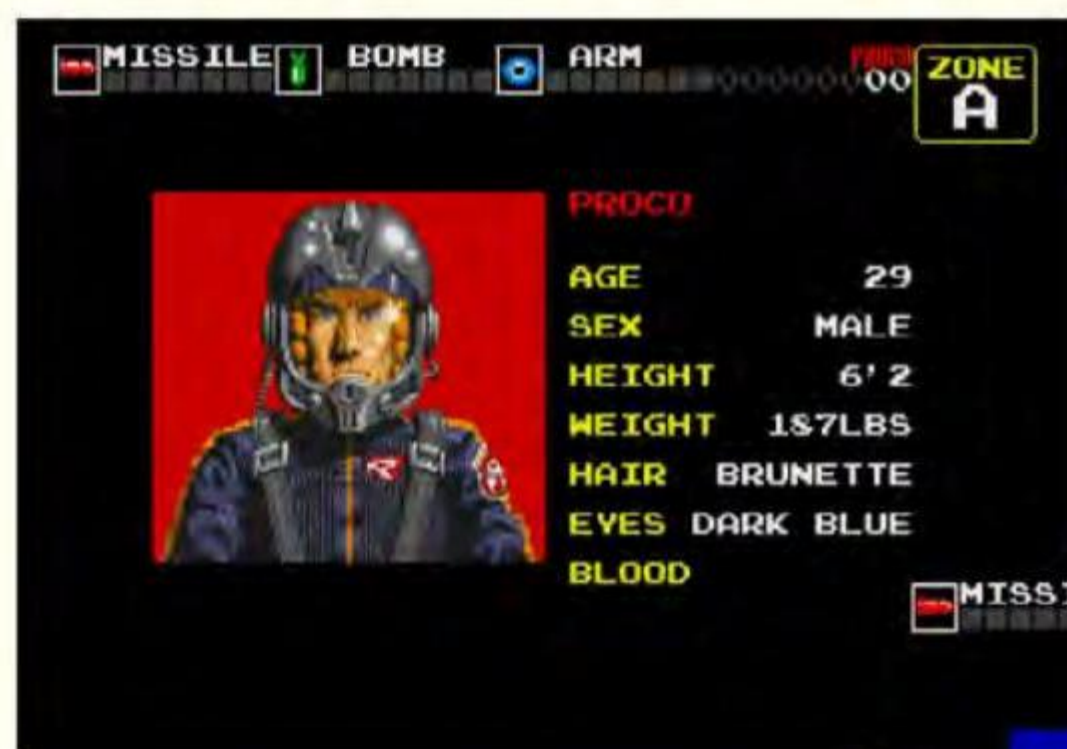 MISSILE BOMB ARM
00 ZONE
A
PROCO
AGE 29
SEX MALE
HEIGHT 6' 2
WEIGHT 187LBS
HAIR BRUNETTE
EYES DARK BLUE
BLOOD
MISSI